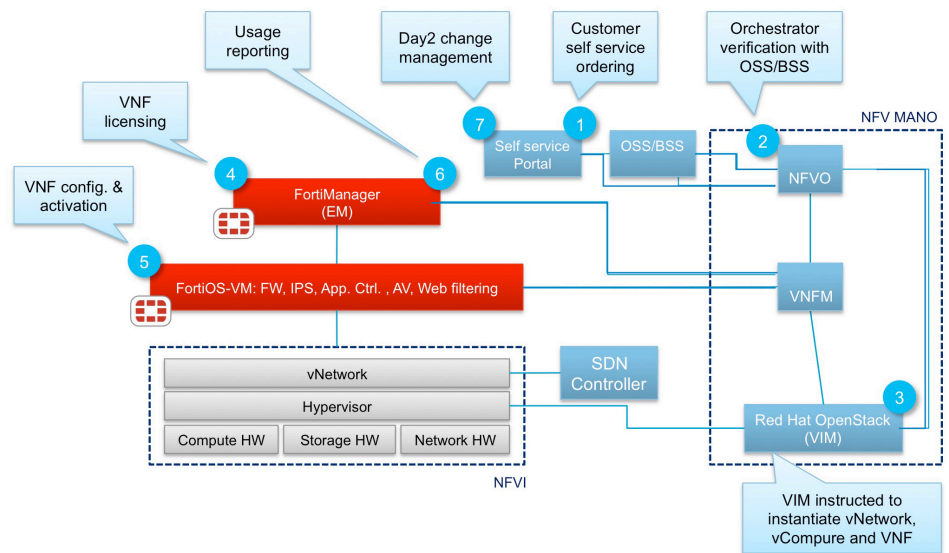 Usage
reporting
Day2 change
management
Customer
self service
ordering
Orchestrator
verification with
OSS/BSS
VNF
licensing
NFV MANO
7
1
2
Self service
Portal
OSS/BSS
NFVO
VNF config. &
activation
4
6
FortiManager
(EM)
5
FortiOS-VM: FW, IPS, App. Ctrl. , AV, Web filtering
VNFM
vNetwork
SDN
Controller
Hypervisor
3
Red Hat OpenStack
(VIM)
Compute HW
Storage HW
Network HW
NFVI
VIM instructed to
instantiate vNetwork,
vCompure and VNF